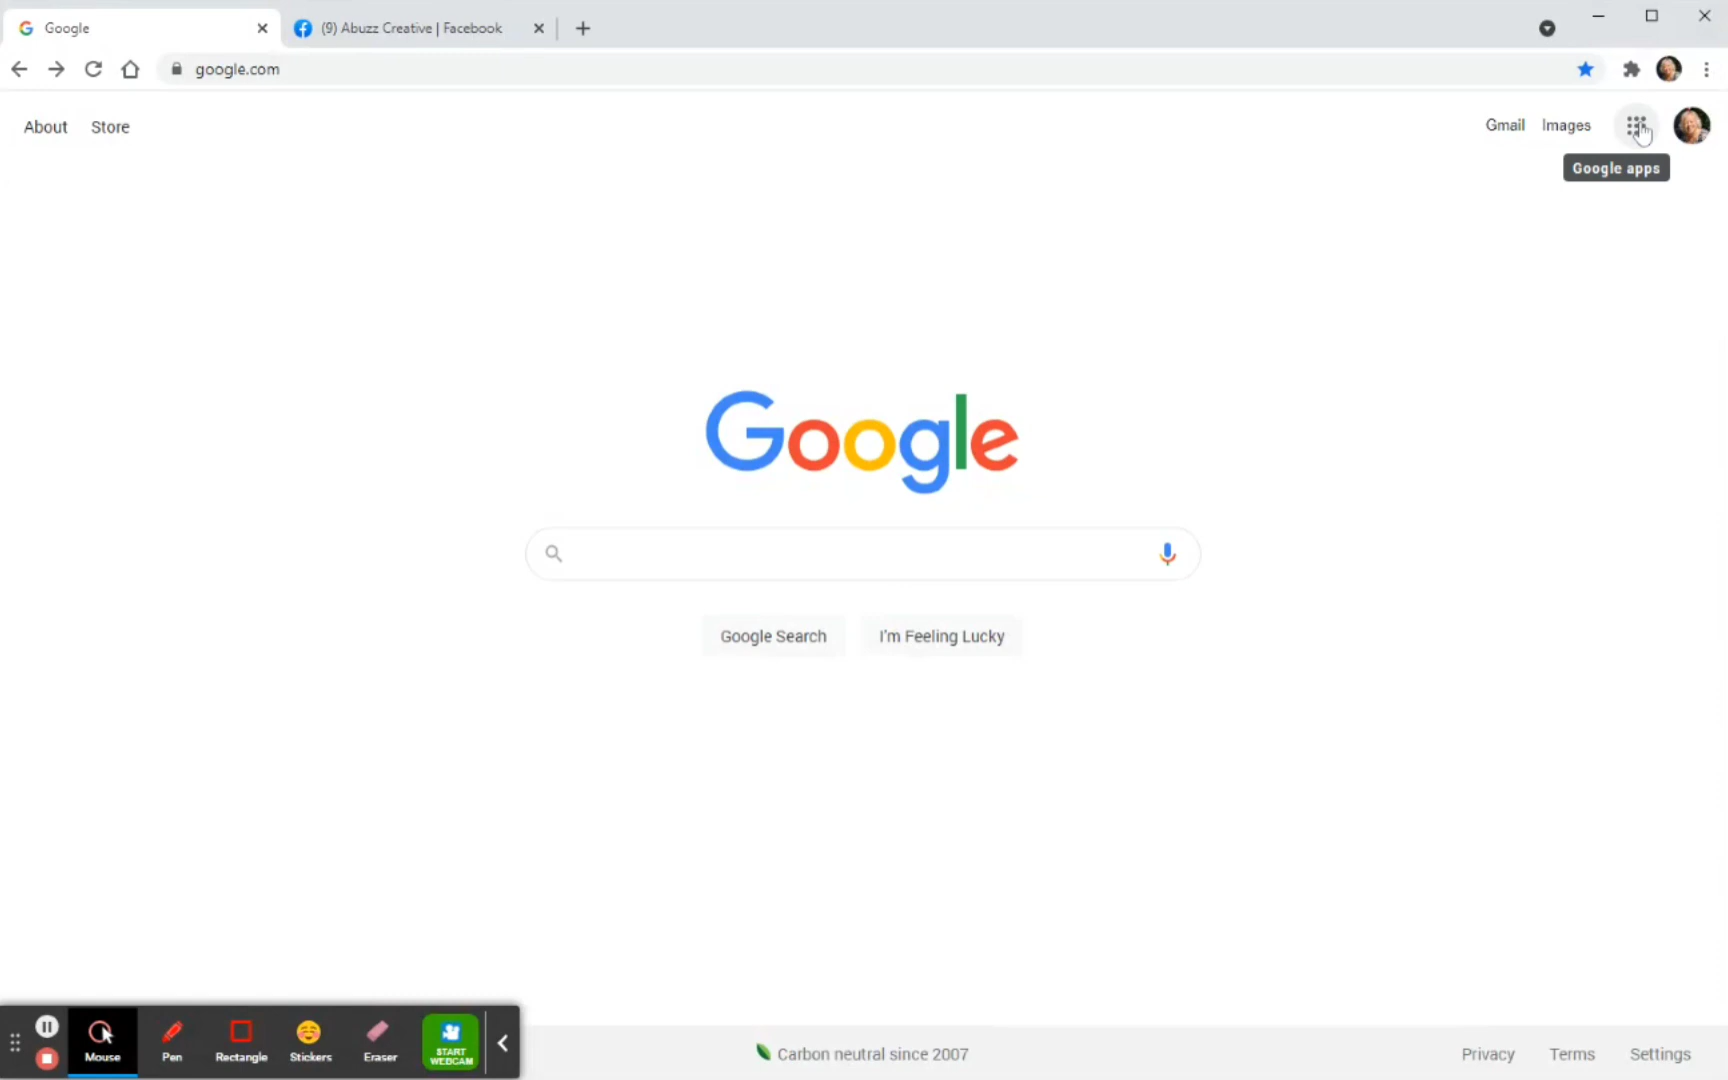 Google
(9) Abuzz Creative | Facebook
google.com
About
Store
Gmail
Images
Google apps
Google
Google Search
I'm Feeling Lucky
Mouse
Pen
Rectangle
Stickers
Eraser
START
WEBCAM
Carbon neutral since 2007
Privacy
Terms
Settings